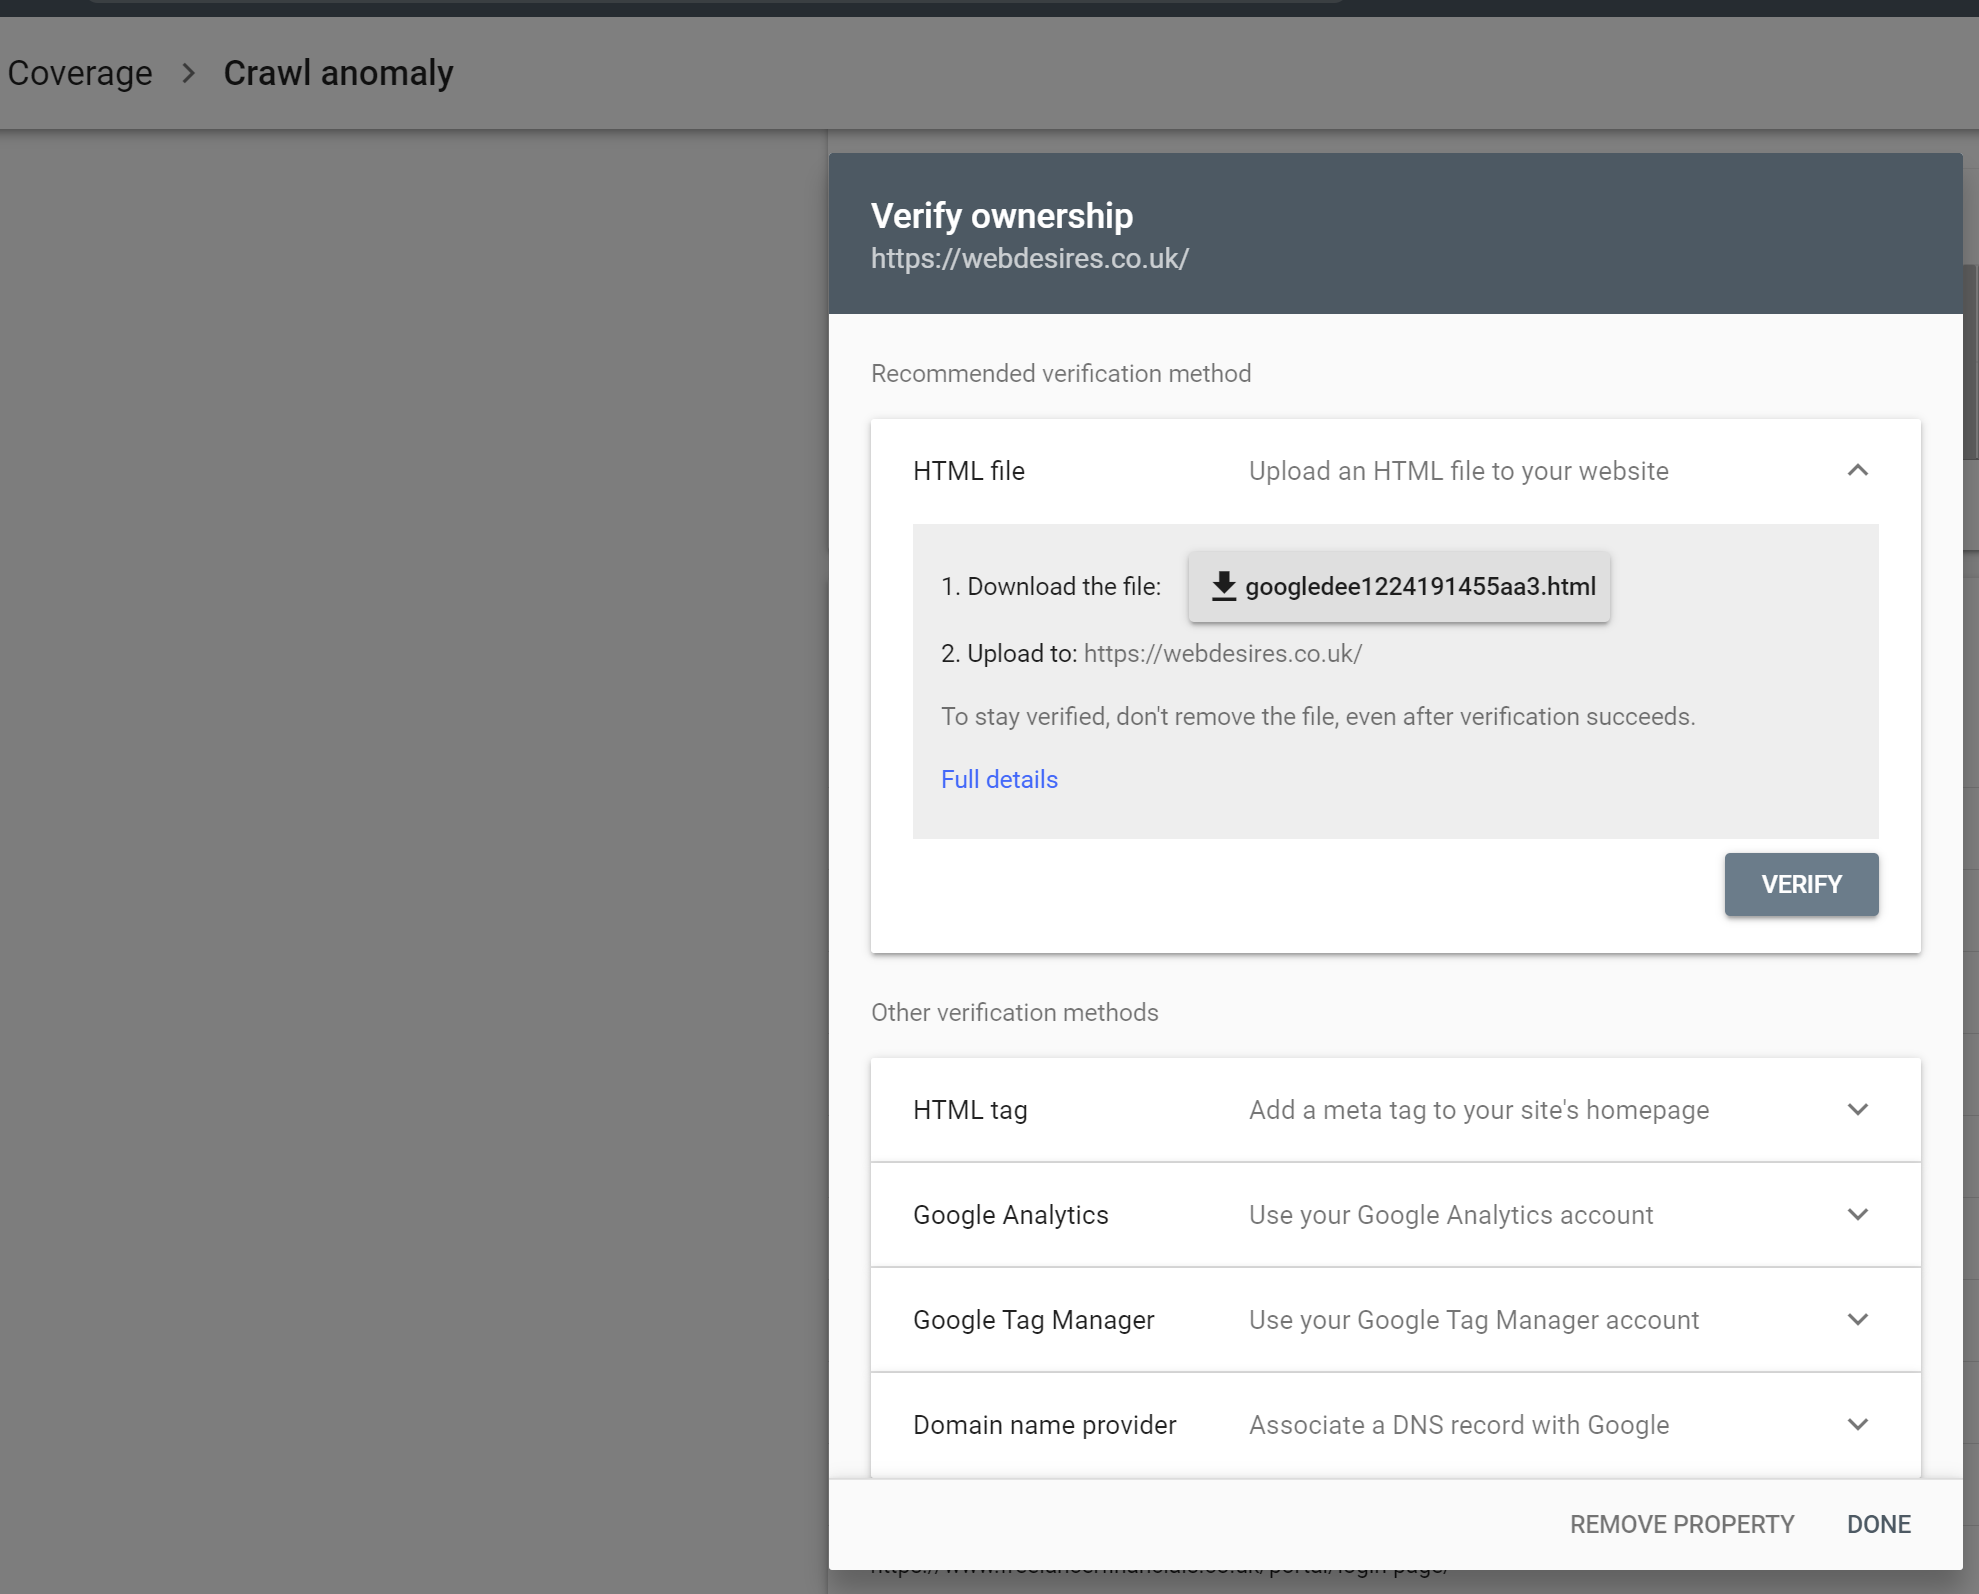 Coverage > Crawl anomaly
Verify ownership
https://webdesires.co.uk/
Recommended verification method
HTML file Upload an HTML file to your website
1. Download the file: googledee1224191455aa3.html
2. Upload to: https://webdesires.co.uk/
To stay verified, don't remove the file, even after verification succeeds.
Full details
VERIFY
Other verification methods
HTML tag Add a meta tag to your site's homepage
Google Analytics Use your Google Analytics account
Google Tag Manager Use your Google Tag Manager account
Domain name provider Associate a DNS record with Google
REMOVE PROPERTY DONE